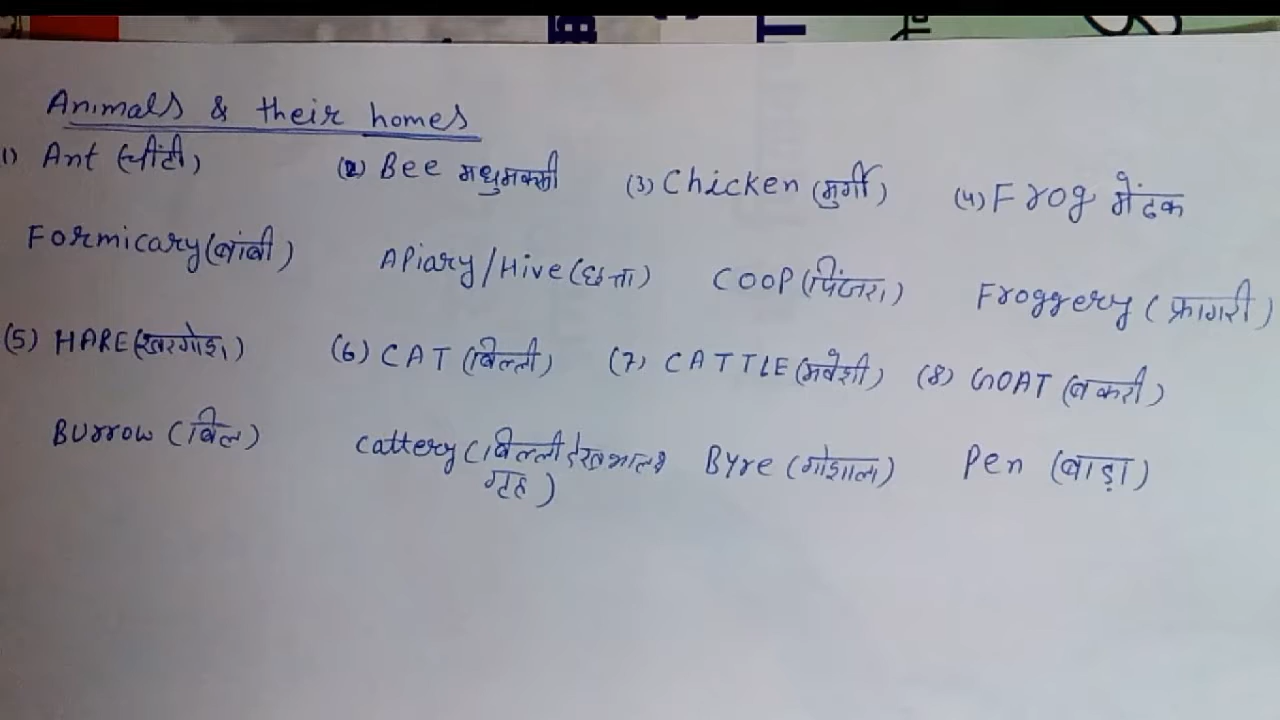 Animals & their homes
1) Ant (चींटी) (2) Bee मधुमक्खी (3) Chicken (मुर्गी) (4) Frog मेंढक
Formicary (बांबी) Apiary/Hive (छत्ता) COOP (पिंजरा) Froggery (फ्रागरी)
(5) HARE (खरगोश) (6) CAT (बिल्ली) (7) CATTLE (मवेशी) (8) GOAT (बकरी)
Burrow (बिल) Cattery (बिल्ली देखभाल गृह) Byre (गोशाला) Pen (बाड़ा)